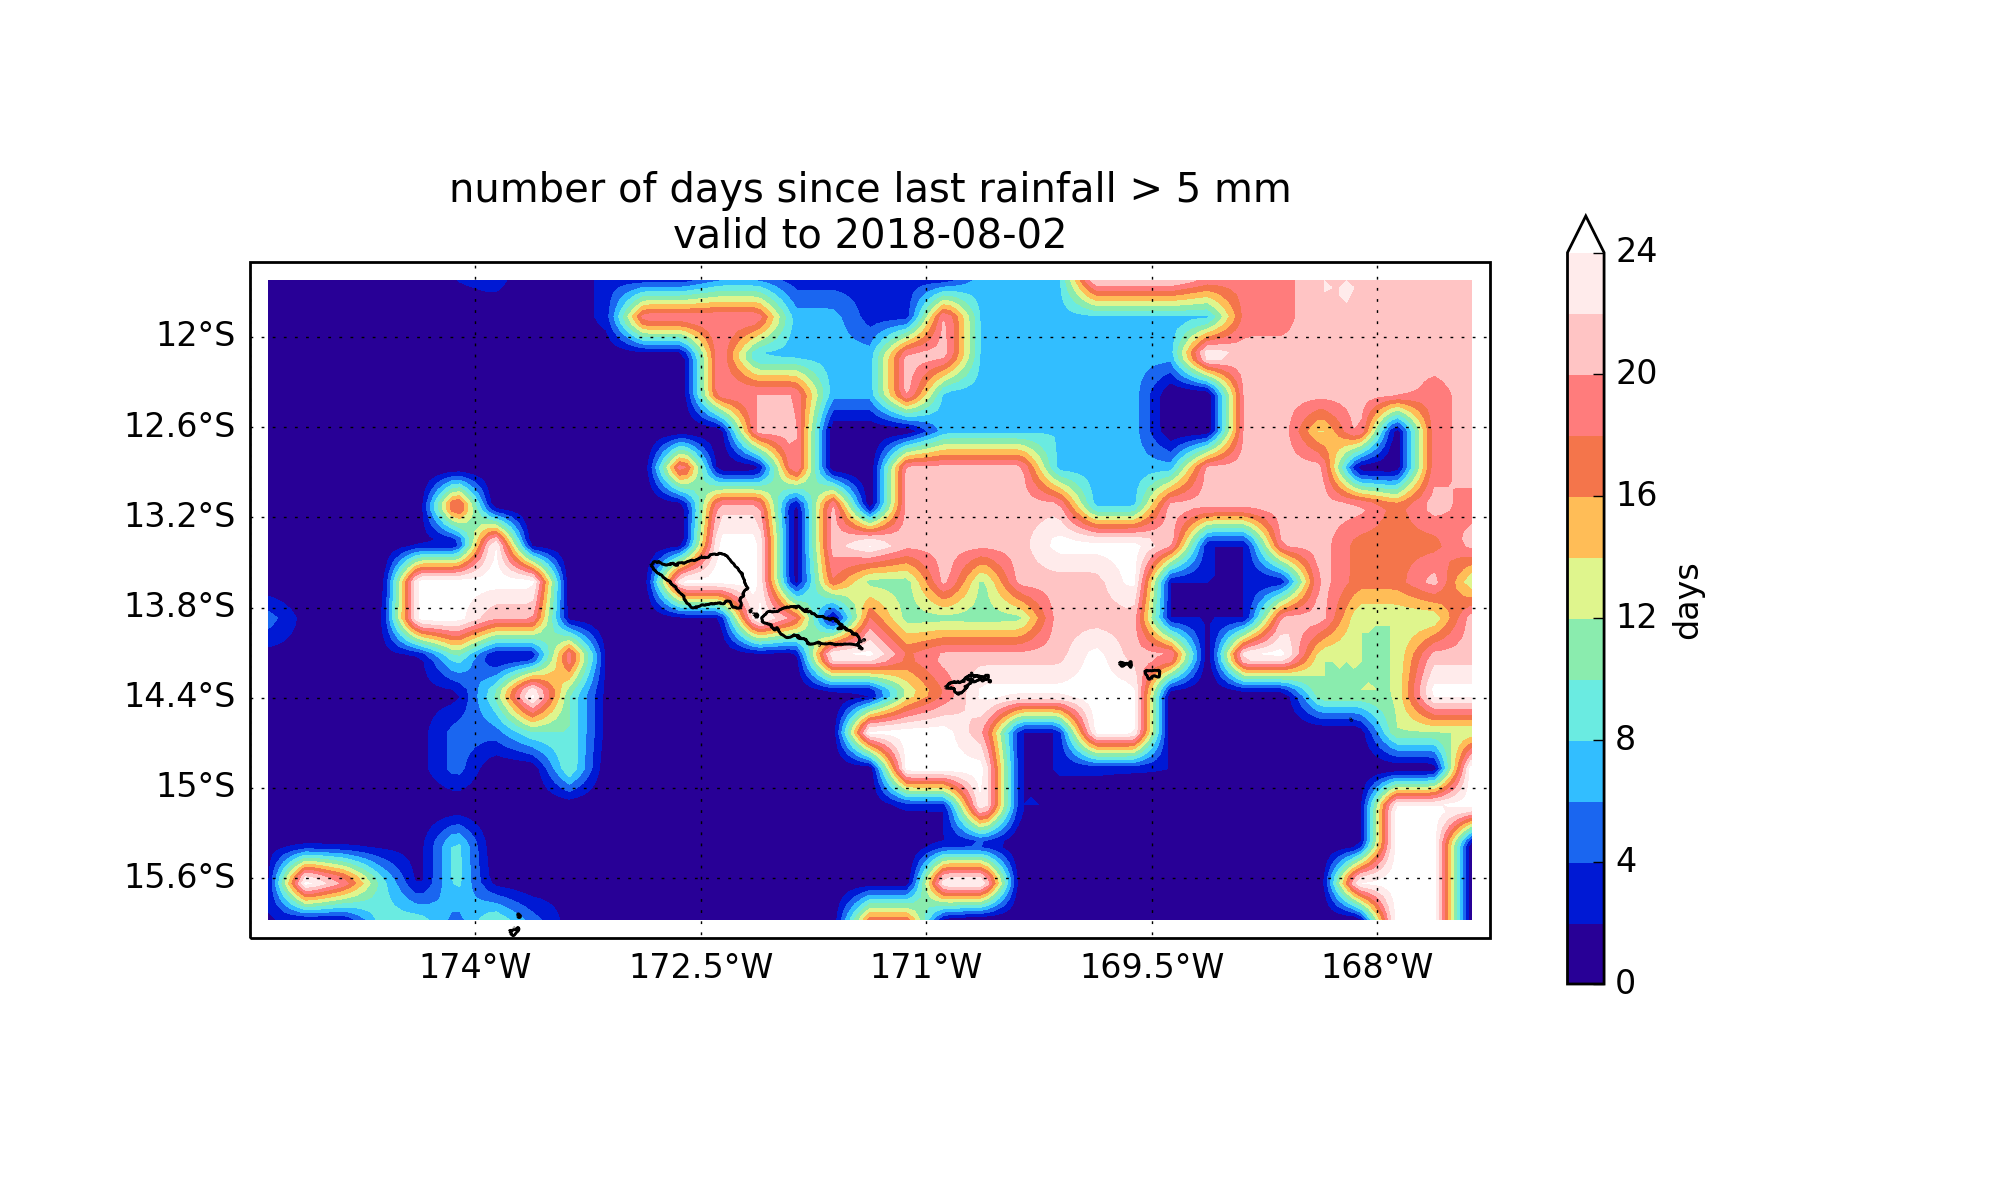 number of days since last rainfall > 5 mm
valid to 2018-08-02
12°S
12.6°S
13.2°S
13.8°S
14.4°S
15°S
15.6°S
174°W 172.5°W 171°W 169.5°W 168°W
24
20
16
12
8
4
0
days